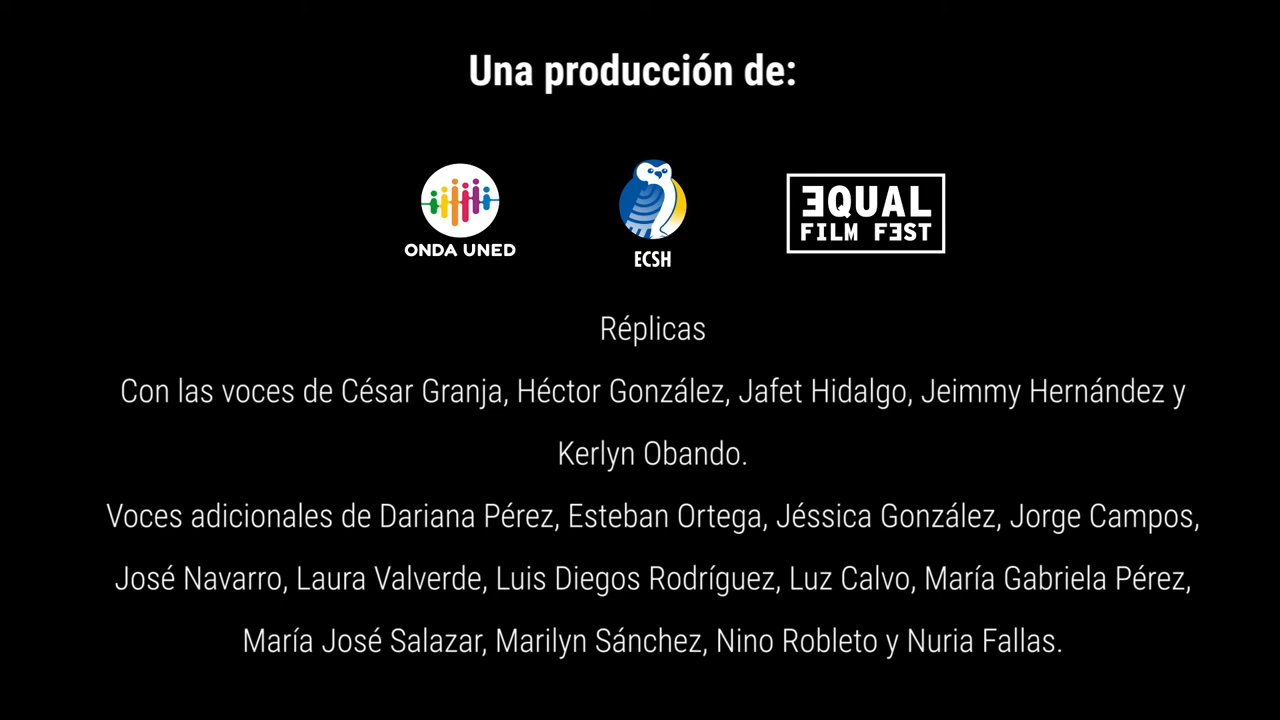 Una producción de:
ONDA UNED
ECSH
EQUAL
FILM FEST
Réplicas
Con las voces de César Granja, Héctor González, Jafet Hidalgo, Jeimmy Hernández y
Kerlyn Obando.
Voces adicionales de Dariana Pérez, Esteban Ortega, Jéssica González, Jorge Campos,
José Navarro, Laura Valverde, Luis Diegos Rodríguez, Luz Calvo, María Gabriela Pérez,
María José Salazar, Marilyn Sánchez, Nino Robleto y Nuria Fallas.